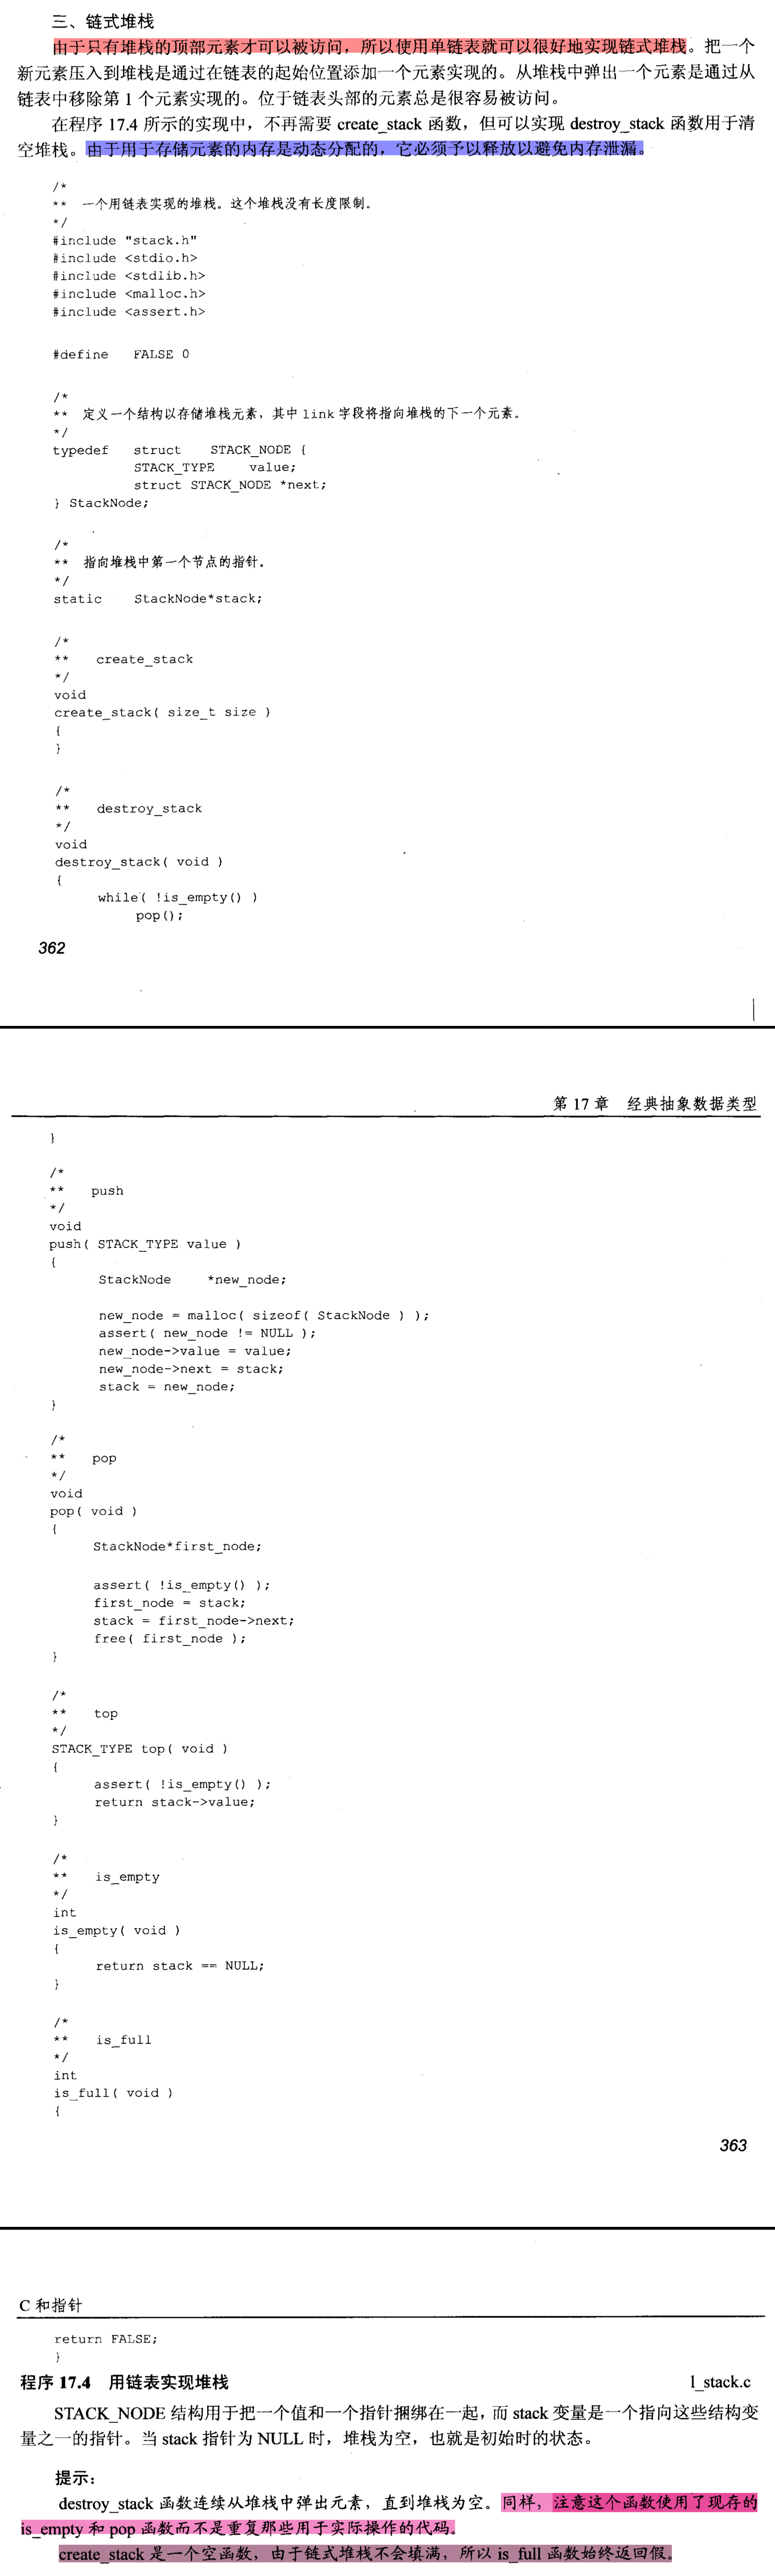 三、链式堆栈
由于只有堆栈的顶部元素才可以被访问，所以使用单链表就可以很好地实现链式堆栈。把一个
新元素压入到堆栈是通过在链表的起始位置添加一个元素实现的。从堆栈中弹出一个元素是通过从
链表中移除第 1 个元素实现的。位于链表头部的元素总是很容易被访问。
在程序 17.4 所示的实现中，不再需要 create_stack 函数，但可以实现 destroy_stack 函数用于清
空堆栈。由于用于存储元素的内存是动态分配的，它必须予以释放以避免内存泄漏。
/*
** 一个用链表实现的堆栈。这个堆栈没有长度限制。
*/
#include "stack.h"
#include <stdio.h>
#include <stdlib.h>
#include <malloc.h>
#include <assert.h>
#define FALSE 0
/*
** 定义一个结构以存储堆栈元素，其中 link 字段将指向堆栈的下一个元素。
*/
typedef struct STACK_NODE {
STACK_TYPE value;
struct STACK_NODE *next;
} StackNode;
/*
** 指向堆栈中第一个节点的指针。
*/
static StackNode*stack;
/*
** create_stack
*/
void
create_stack( size_t size )
{
}
/*
** destroy_stack
*/
void
destroy_stack( void )
{
while( !is_empty() )
pop();
362
第 17 章 经典抽象数据类型
}
/*
** push
*/
void
push( STACK_TYPE value )
{
StackNode *new_node;
new_node = malloc( sizeof( StackNode ) );
assert( new_node != NULL );
new_node->value = value;
new_node->next = stack;
stack = new_node;
}
/*
** pop
*/
void
pop( void )
{
StackNode*first_node;
assert( !is_empty() );
first_node = stack;
stack = first_node->next;
free( first_node );
}
/*
** top
*/
STACK_TYPE top( void )
{
assert( !is_empty() );
return stack->value;
}
/*
** is_empty
*/
int
is_empty( void )
{
return stack == NULL;
}
/*
** is_full
*/
int
is_full( void )
{
363
C 和指针
return FALSE;
}
程序 17.4 用链表实现堆栈 l_stack.c
STACK_NODE 结构用于把一个值和一个指针捆绑在一起，而 stack 变量是一个指向这些结构变
量之一的指针。当 stack 指针为 NULL 时，堆栈为空，也就是初始时的状态。
提示：
destroy_stack 函数连续从堆栈中弹出元素，直到堆栈为空。同样，注意这个函数使用了现存的
is_empty 和 pop 函数而不是重复那些用于实际操作的代码。
create_stack 是一个空函数，由于链式堆栈不会填满，所以 is_full 函数始终返回假。